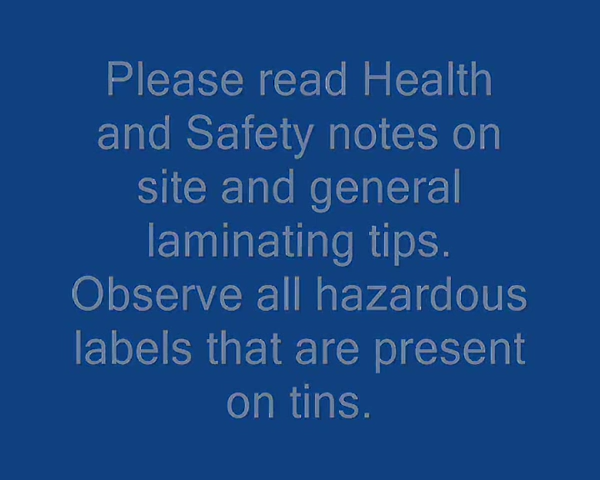 Please read Health
and Safety notes on
site and general
laminating tips.
Observe all hazardous
labels that are present
on tins.